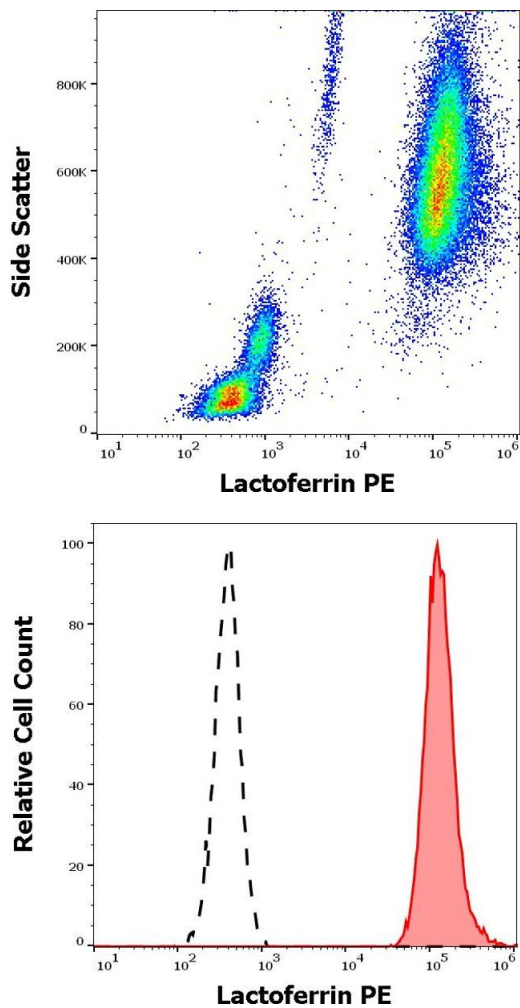 Side Scatter
800K
600K
400K
200K
0
10¹ 10² 10³ 10⁴ 10⁵ 10⁶
Lactoferrin PE
Relative Cell Count
100
80
60
40
20
0
10¹ 10² 10³ 10⁴ 10⁵ 10⁶
Lactoferrin PE